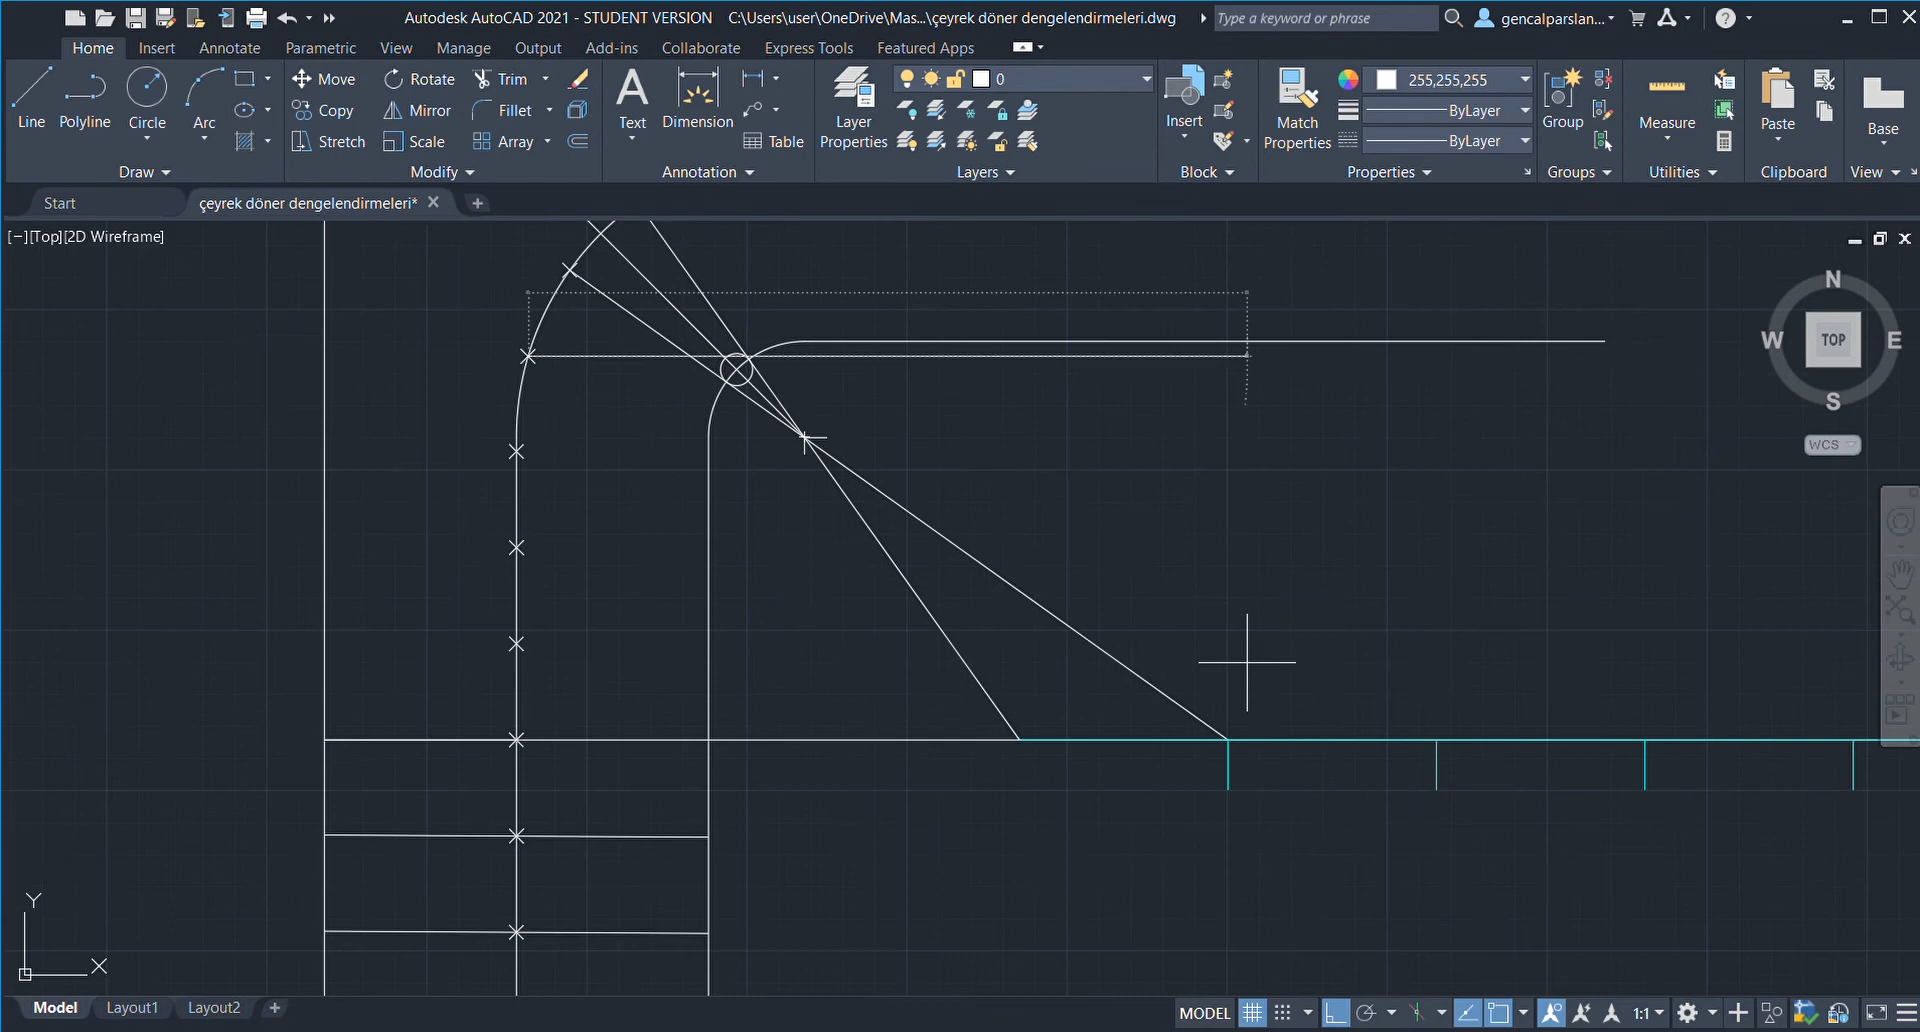 Autodesk AutoCAD 2021 - STUDENT VERSION C:\Users\user\OneDrive\Mas...\çeyrek döner dengelendirmeleri.dwg
Type a keyword or phrase
gencalparslan...
Home Insert Annotate Parametric View Manage Output Add-ins Collaborate Express Tools Featured Apps
Line
Polyline
Circle
Arc
Draw
Move
Rotate
Trim
Copy
Mirror
Fillet
Stretch
Scale
Array
Modify
Text
Dimension
Table
Annotation
Layer
Properties
0
Layers
Insert
Block
Match
Properties
255,255,255
ByLayer
ByLayer
Properties
Group
Groups
Measure
Utilities
Paste
Clipboard
Base
View
Start
çeyrek döner dengelendirmeleri*
[−][Top][2D Wireframe]
N
W
TOP
E
S
WCS
Y
X
Model Layout1 Layout2
MODEL
1:1